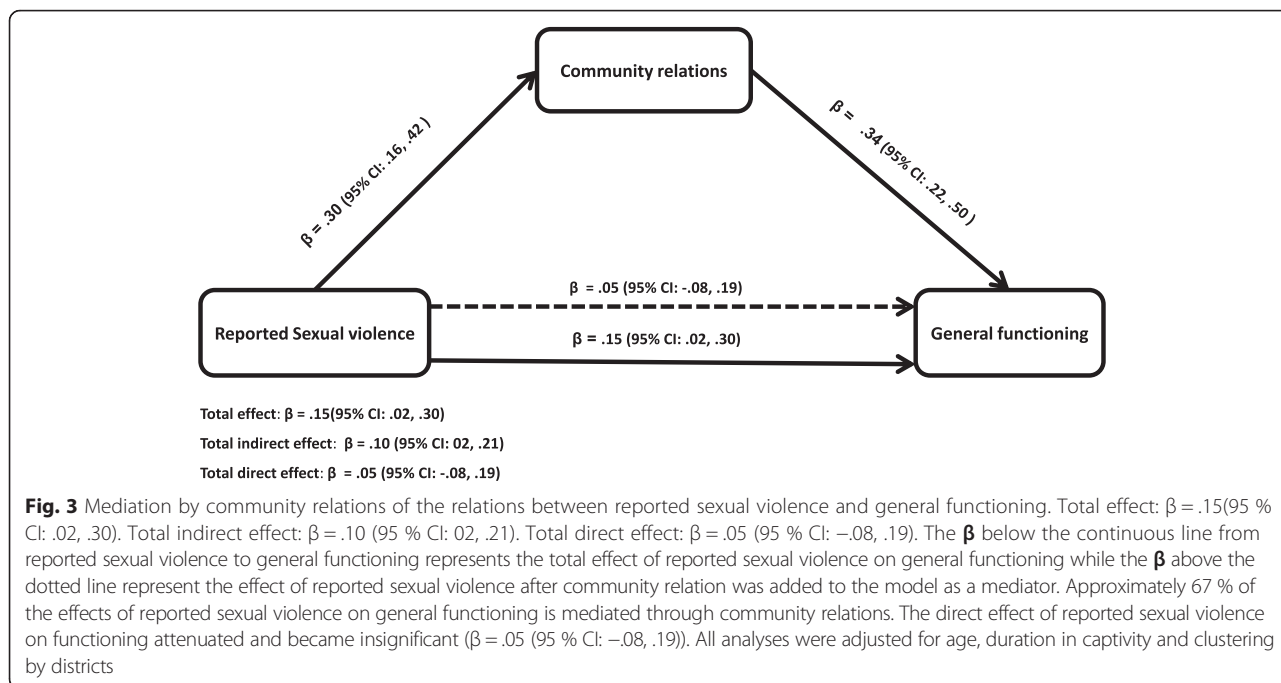 Community relations
β = .30 (95% CI: .16, .42)
β = .34 (95% CI: .22, .50 )
β = .05 (95% CI: -.08, .19)
Reported Sexual violence
General functioning
β = .15 (95% CI: .02, .30)
Total effect: β = .15(95% CI: .02, .30)
Total indirect effect: β = .10 (95% CI: 02, .21)
Total direct effect: β = .05 (95% CI: -.08, .19)
Fig. 3 Mediation by community relations of the relations between reported sexual violence and general functioning. Total effect: β = .15(95 %
CI: .02, .30). Total indirect effect: β = .10 (95 % CI: 02, .21). Total direct effect: β = .05 (95 % CI: −.08, .19). The β below the continuous line from
reported sexual violence to general functioning represents the total effect of reported sexual violence on general functioning while the β above the
dotted line represent the effect of reported sexual violence after community relation was added to the model as a mediator. Approximately 67 % of
the effects of reported sexual violence on general functioning is mediated through community relations. The direct effect of reported sexual violence
on functioning attenuated and became insignificant (β = .05 (95 % CI: −.08, .19)). All analyses were adjusted for age, duration in captivity and clustering
by districts